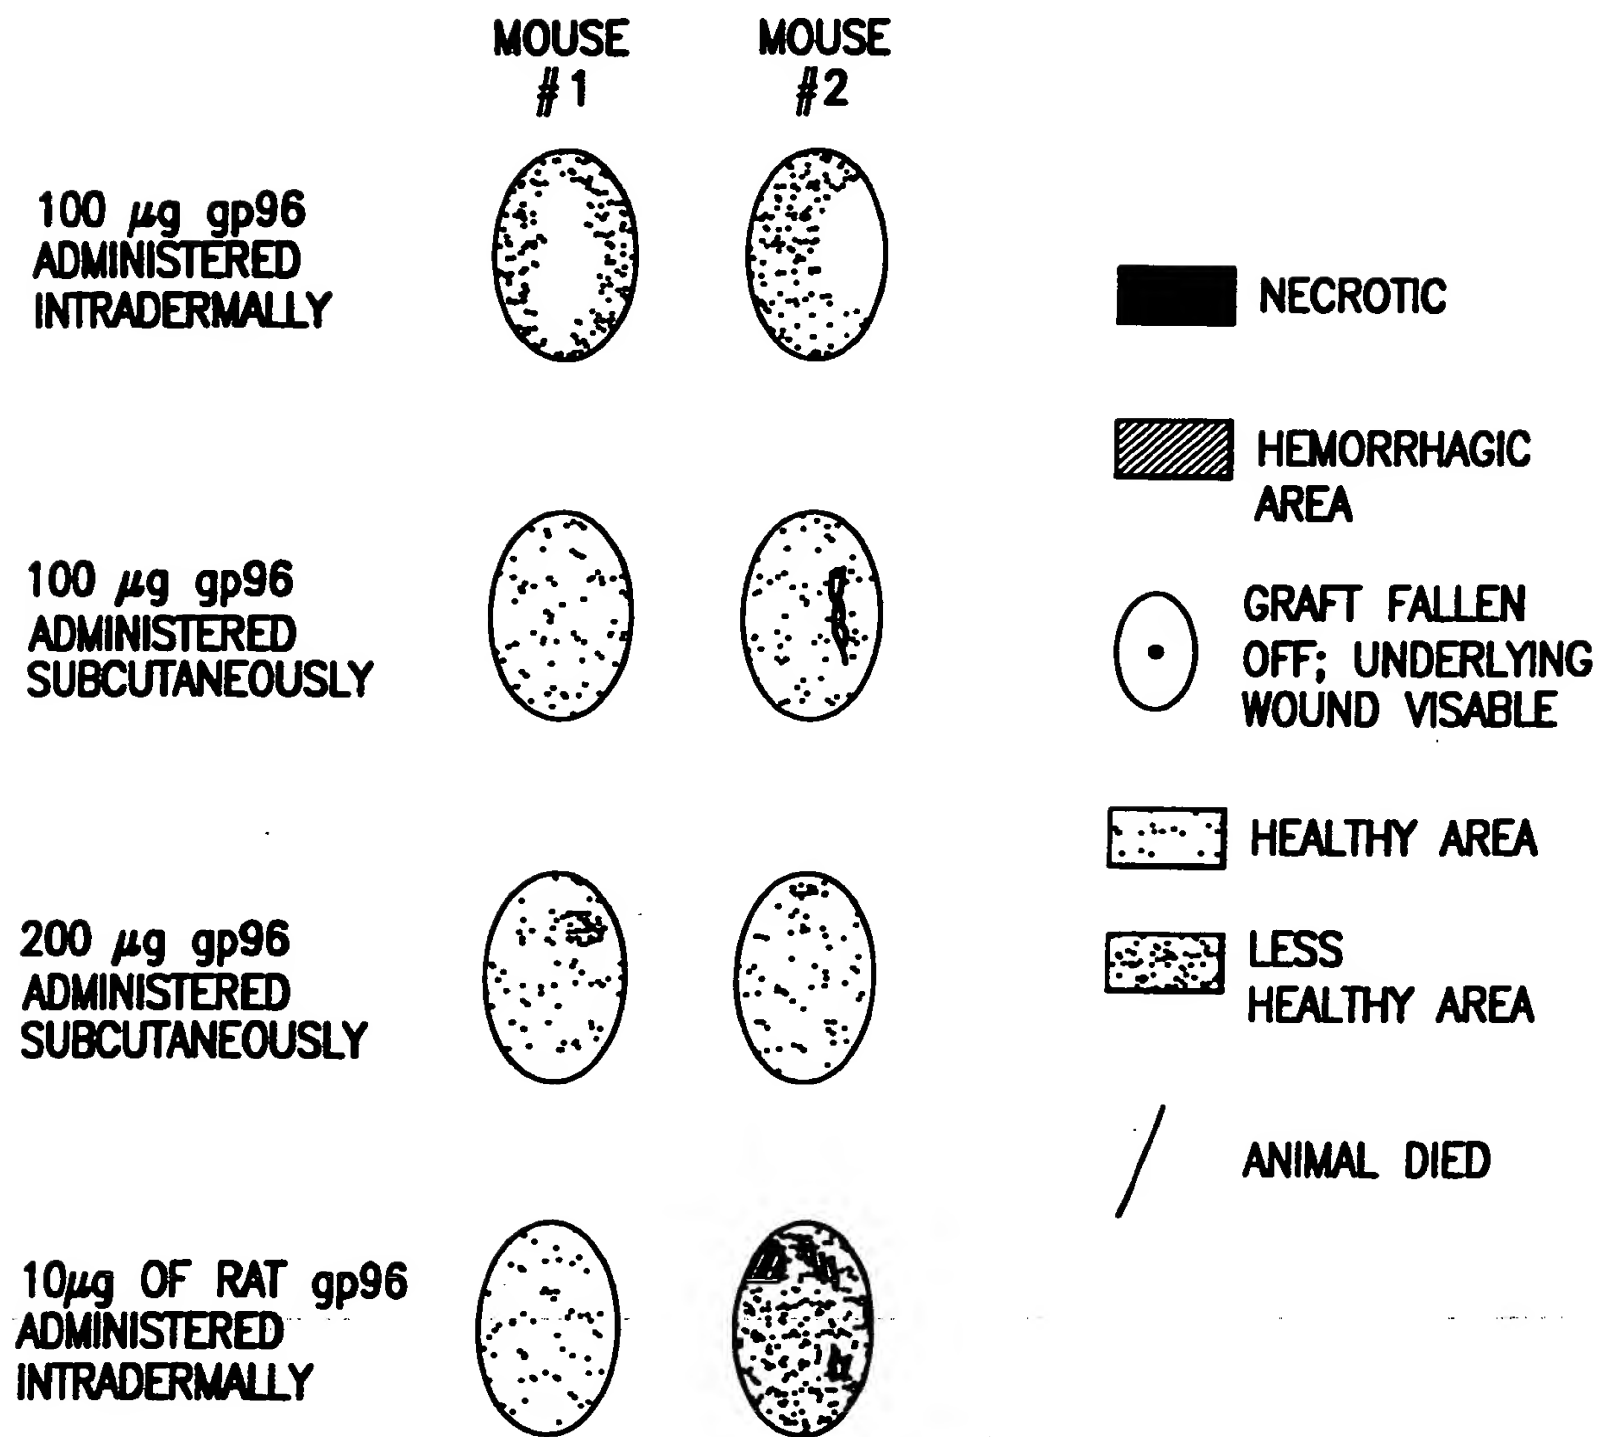 MOUSE #1
MOUSE #2
100 μg gp96
ADMINISTERED
INTRADERMALLY
100 μg gp96
ADMINISTERED
SUBCUTANEOUSLY
200 μg gp96
ADMINISTERED
SUBCUTANEOUSLY
10μg OF RAT gp96
ADMINISTERED
INTRADERMALLY
NECROTIC
HEMORRHAGIC
AREA
GRAFT FALLEN
OFF; UNDERLYING
WOUND VISABLE
HEALTHY AREA
LESS
HEALTHY AREA
ANIMAL DIED